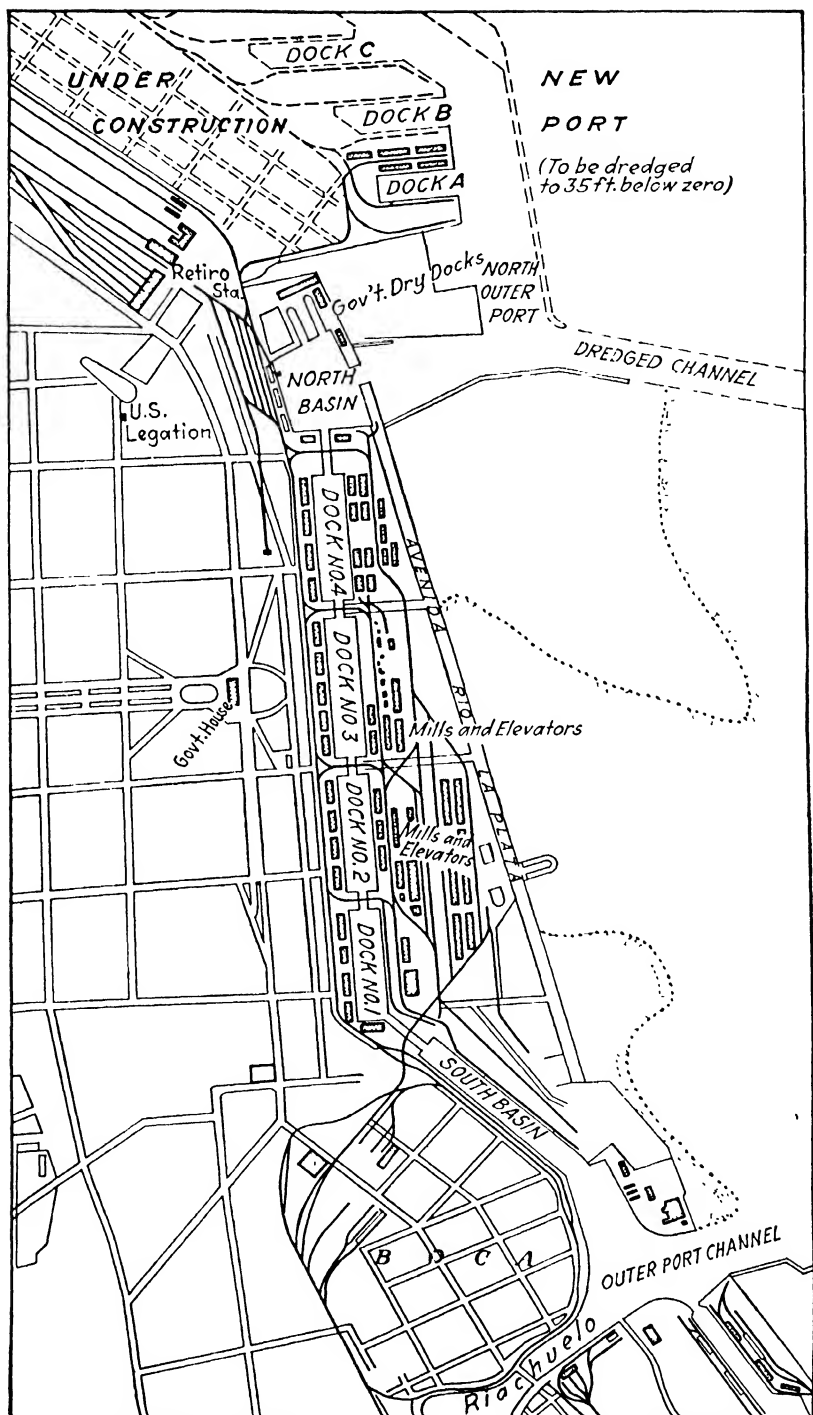 DOCK C
UNDER
CONSTRUCTION
NEW
PORT
DOCK B
(To be dredged
to 35 ft. below zero)
DOCK A
Retiro
Sta.
Gov't. Dry Docks
NORTH
OUTER
PORT
DREDGED CHANNEL
NORTH
BASIN
U.S.
Legation
DOCK NO. 4
AVENIDA RIO LA PLATA
DOCK NO 3
Govt. House
Mills and Elevators
DOCK NO. 2
Mills and
Elevators
DOCK NO. 1
SOUTH BASIN
BOCA
OUTER PORT CHANNEL
Riachuelo